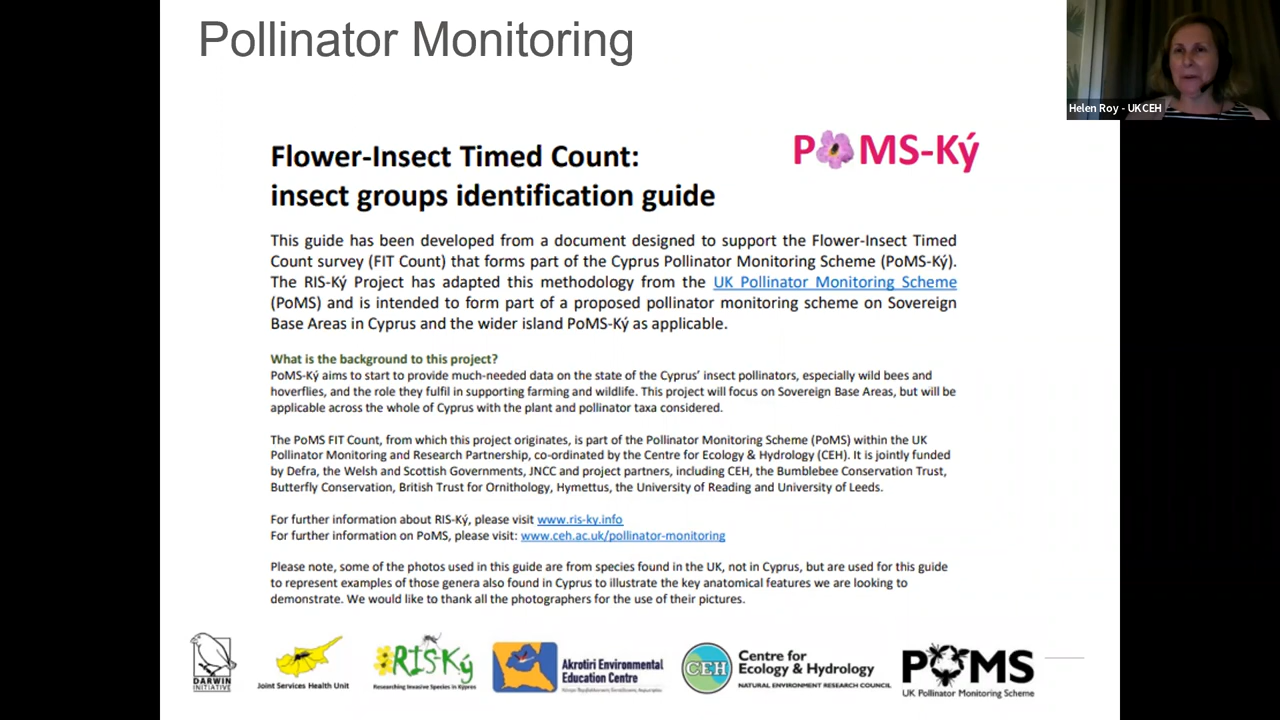 Pollinator Monitoring
Helen Roy - UKCEH
P MS-Ký
Flower-Insect Timed Count:
insect groups identification guide
This guide has been developed from a document designed to support the Flower-Insect Timed
Count survey (FIT Count) that forms part of the Cyprus Pollinator Monitoring Scheme (PoMS-Ký).
The RIS-Ký Project has adapted this methodology from the UK Pollinator Monitoring Scheme
(PoMS) and is intended to form part of a proposed pollinator monitoring scheme on Sovereign
Base Areas in Cyprus and the wider island PoMS-Ký as applicable.
What is the background to this project?
PoMS-Ký aims to start to provide much-needed data on the state of the Cyprus' insect pollinators, especially wild bees and
hoverflies, and the role they fulfil in supporting farming and wildlife. This project will focus on Sovereign Base Areas, but will be
applicable across the whole of Cyprus with the plant and pollinator taxa considered.
The PoMS FIT Count, from which this project originates, is part of the Pollinator Monitoring Scheme (PoMS) within the UK
Pollinator Monitoring and Research Partnership, co-ordinated by the Centre for Ecology & Hydrology (CEH). It is jointly funded
by Defra, the Welsh and Scottish Governments, JNCC and project partners, including CEH, the Bumblebee Conservation Trust,
Butterfly Conservation, British Trust for Ornithology, Hymettus, the University of Reading and University of Leeds.
For further information about RIS-Ký, please visit www.ris-ky.info
For further information on PoMS, please visit: www.ceh.ac.uk/pollinator-monitoring
Please note, some of the photos used in this guide are from species found in the UK, not in Cyprus, but are used for this guide
to represent examples of those genera also found in Cyprus to illustrate the key anatomical features we are looking to
demonstrate. We would like to thank all the photographers for the use of their pictures.
DARWIN
INITIATIVE
Joint Services Health Unit
RISKý
Researching Invasive Species in Kypros
Akrotiri Environmental
Education Centre
CEH
Centre for
Ecology & Hydrology
NATURAL ENVIRONMENT RESEARCH COUNCIL
P MS
UK Pollinator Monitoring Scheme